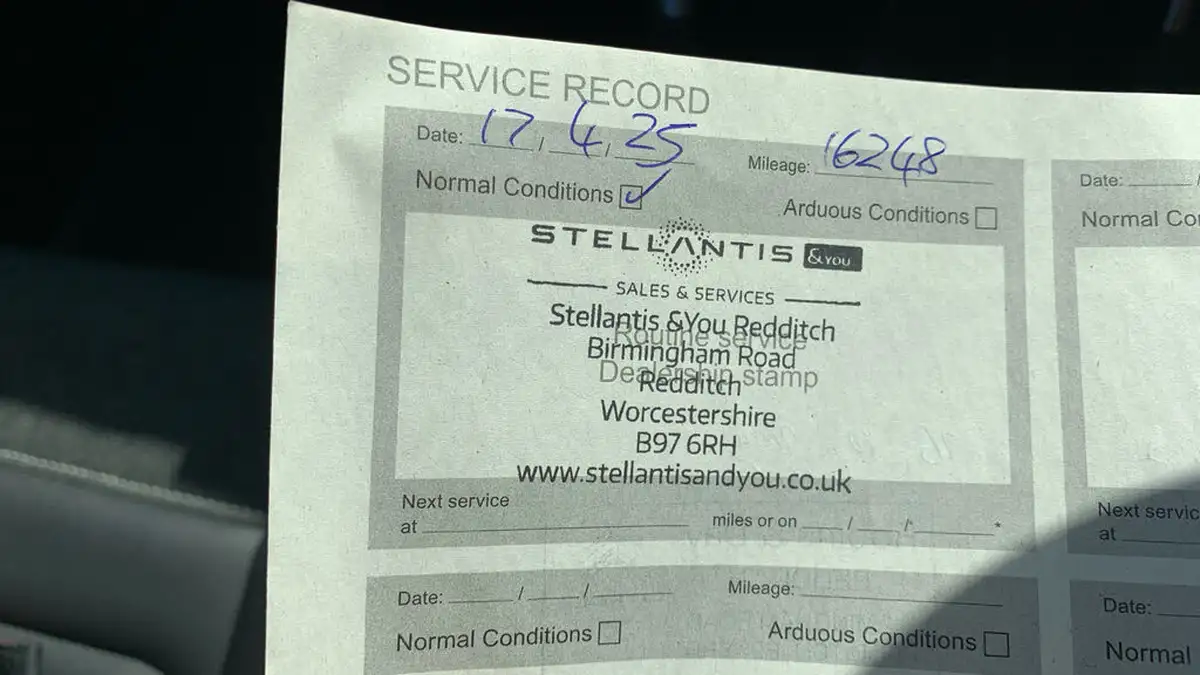 SERVICE RECORD
Date: 17 / 4 / 25 Mileage: 16248
Normal Conditions Arduous Conditions
STELLANTIS &YOU
SALES & SERVICES
Stellantis &You Redditch
Routine service
Birmingham Road
Dealership stamp
Redditch
Worcestershire
B97 6RH
www.stellantisandyou.co.uk
Next service
at miles or on / / *
Date: / / Mileage:
Normal Conditions Arduous Conditions
Date:
Normal
Next
at
Date:
Normal